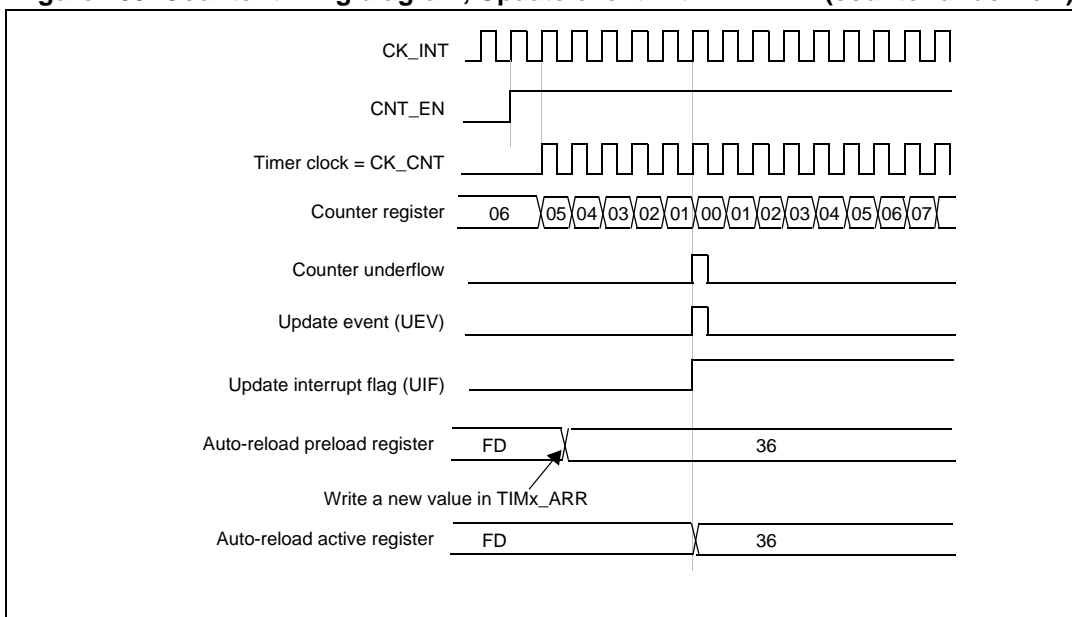 CK_INT
CNT_EN
Timer clock = CK_CNT
Counter register 06 05 04 03 02 01 00 01 02 03 04 05 06 07
Counter underflow
Update event (UEV)
Update interrupt flag (UIF)
Auto-reload preload register FD 36
Write a new value in TIMx_ARR
Auto-reload active register FD 36